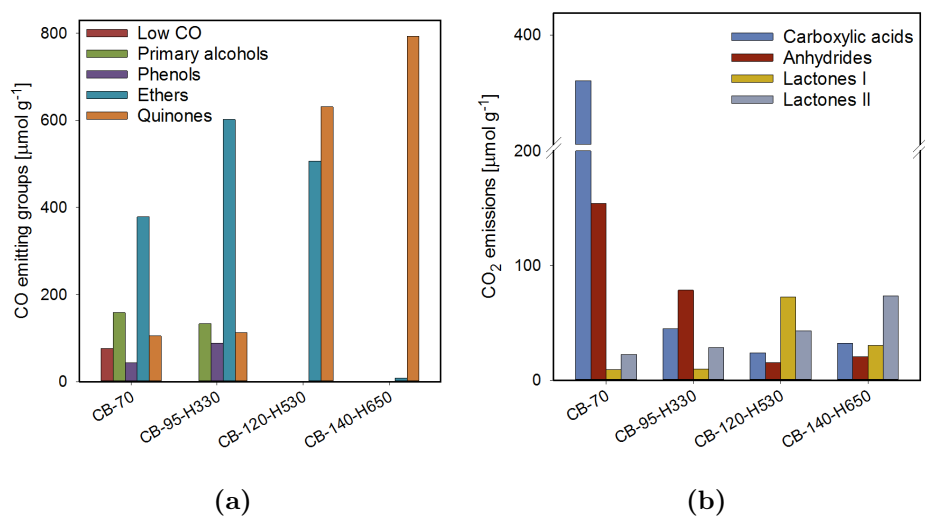 CO emitting groups [µmol g⁻¹]
800
600
400
200
0
Low CO
Primary alcohols
Phenols
Ethers
Quinones
CB-70
CB-95-H330
CB-120-H530
CB-140-H650
(a)
CO₂ emissions [µmol g⁻¹]
400
200
100
0
Carboxylic acids
Anhydrides
Lactones I
Lactones II
CB-70
CB-95-H330
CB-120-H530
CB-140-H650
(b)